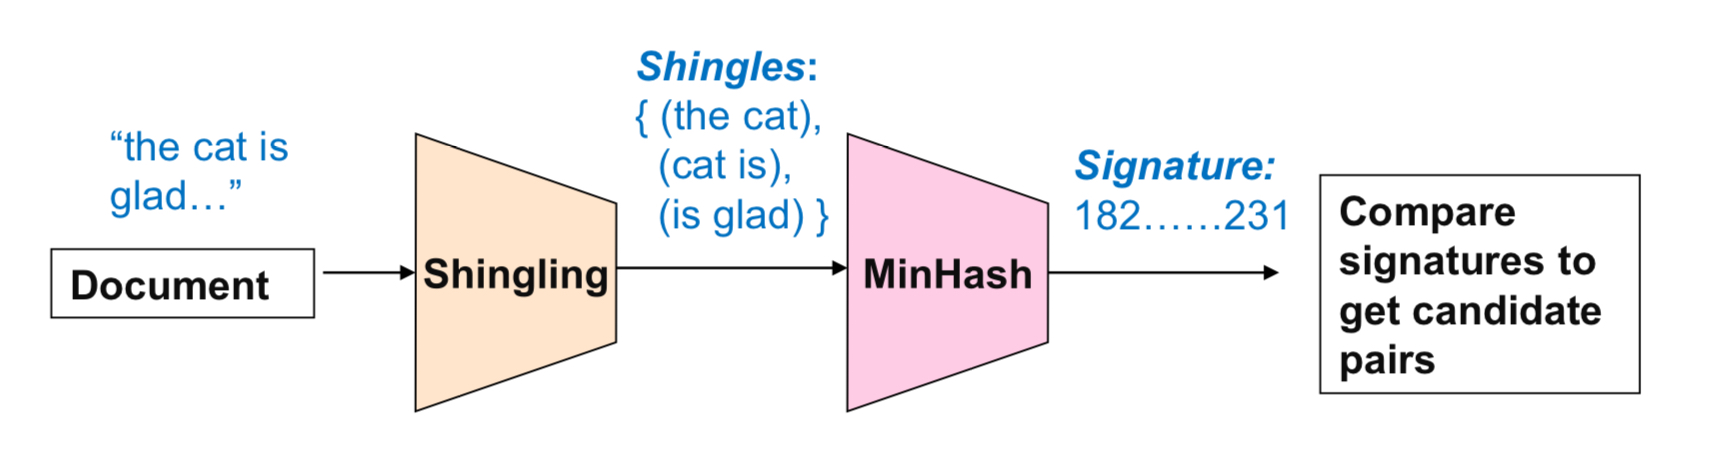 “the cat is
glad…”
Document
Shingling
Shingles:
{ (the cat),
(cat is),
(is glad) }
MinHash
Signature:
182……231
Compare
signatures to
get candidate
pairs